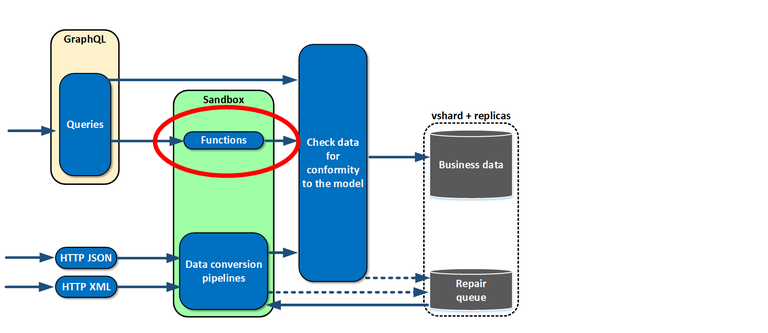 GraphQL
Queries
Sandbox
Functions
Check data
for
conformity
to the model
vshard + replicas
Business data
HTTP JSON
HTTP XML
Data conversion
pipelines
Repair
queue